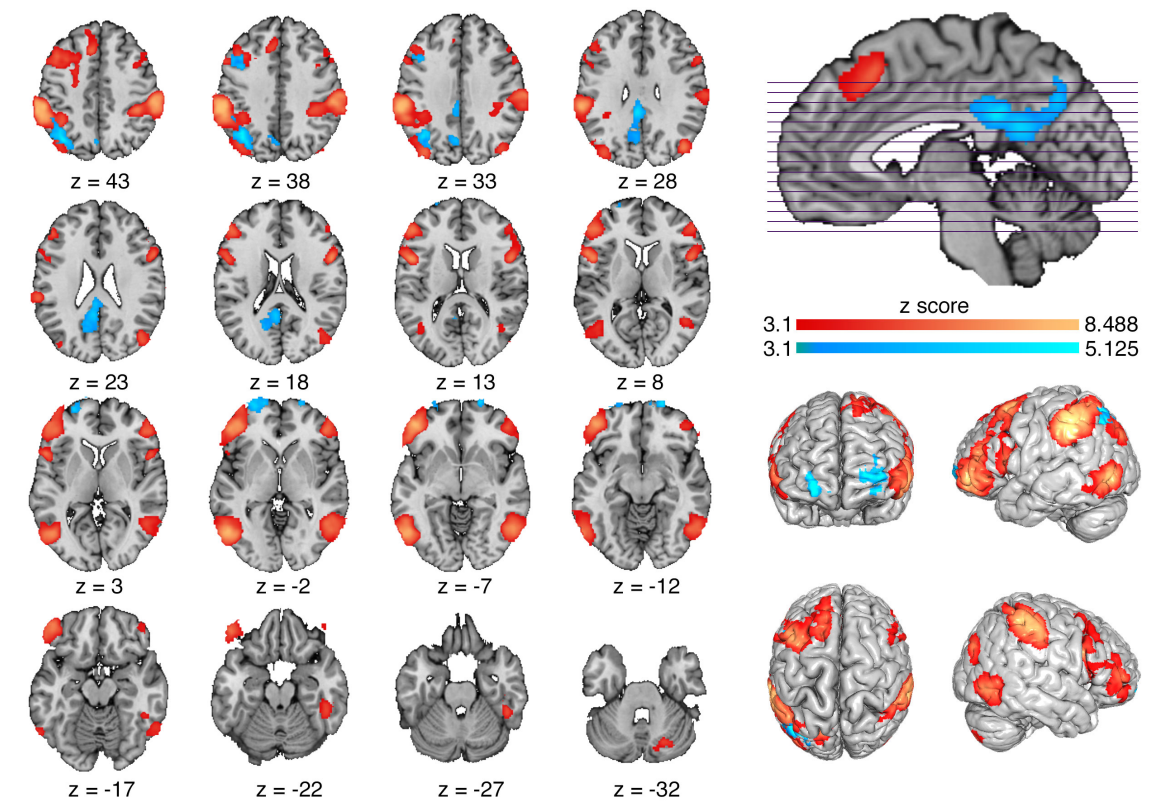 z = 43
z = 38
z = 33
z = 28
z = 23
z = 18
z = 13
z = 8
z = 3
z = -2
z = -7
z = -12
z = -17
z = -22
z = -27
z = -32
z score
3.1 8.488
3.1 5.125